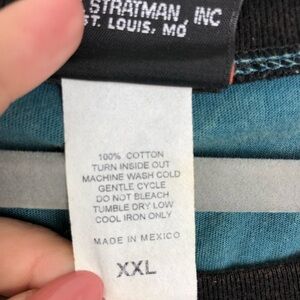 STRATMAN, INC
ST. LOUIS, MO
100% COTTON
TURN INSIDE OUT
MACHINE WASH COLD
GENTLE CYCLE
DO NOT BLEACH
TUMBLE DRY LOW
COOL IRON ONLY
MADE IN MEXICO
XXL